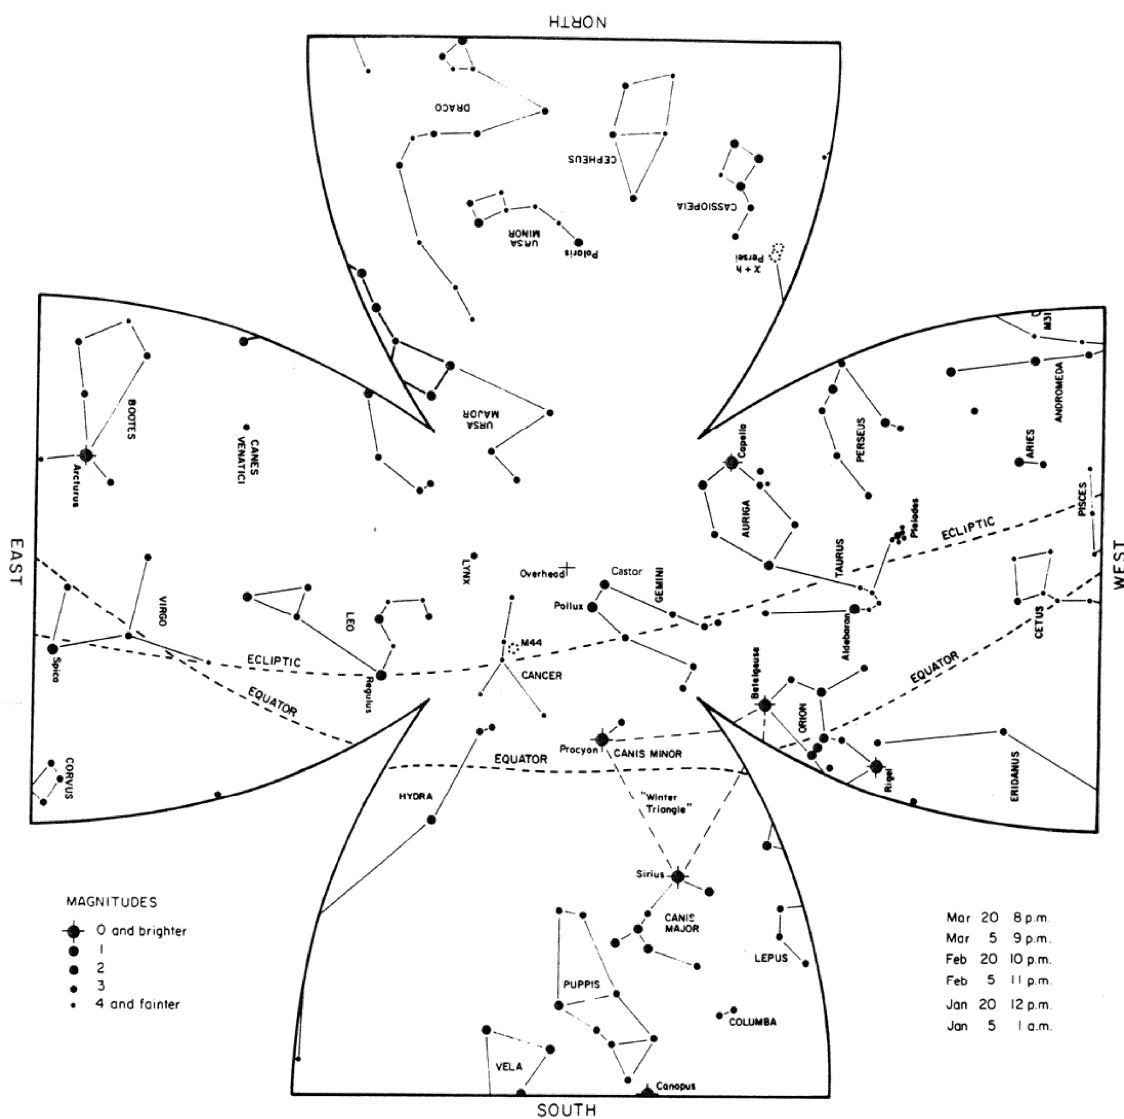 NORTH
DRACO
CEPHEUS
CASSIOPEIA
URSA
MINOR
Polaris
χ + h
Persei
M31
ANDROMEDA
BOOTES
CANES
VENATICI
Arcturus
URSA
MAJOR
Capella
PERSEUS
ARIES
PISCES
AURIGA
Pleiades
ECLIPTIC
EAST
WEST
LYNX
Overhead
Castor
Pollux
GEMINI
TAURUS
Aldebaran
CETUS
VIRGO
Spica
LEO
M44
CANCER
ECLIPTIC
EQUATOR
Regulus
Betelgeuse
ORION
EQUATOR
Rigel
ERIDANUS
CORVUS
Procyon
CANIS MINOR
EQUATOR
HYDRA
"Winter
Triangle"
Sirius
CANIS
MAJOR
LEPUS
PUPPIS
COLUMBA
VELA
Canopus
SOUTH
MAGNITUDES
0 and brighter
1
2
3
4 and fainter
Mar 20 8 p.m.
Mar 5 9 p.m.
Feb 20 10 p.m.
Feb 5 11 p.m.
Jan 20 12 p.m.
Jan 5 1 a.m.